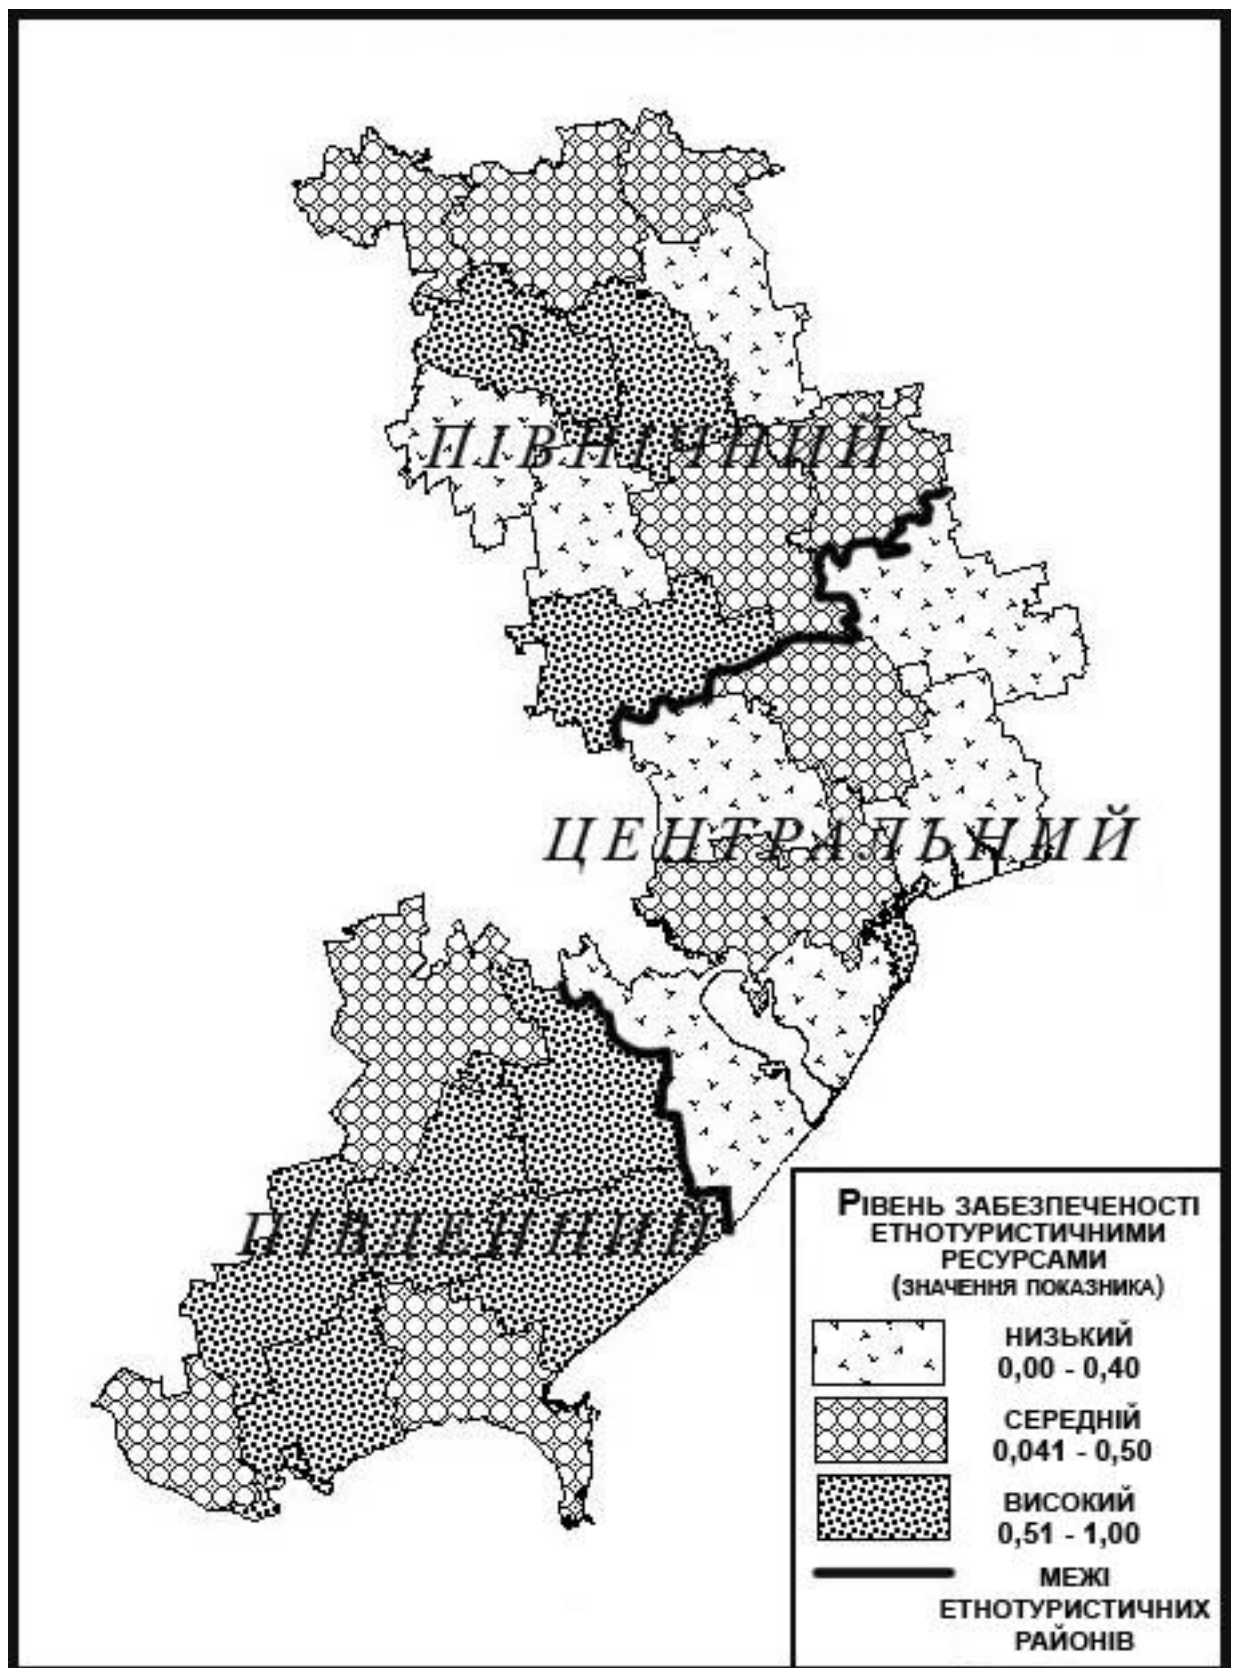 ПІВНІЧНИЙ
ЦЕНТРАЛЬНИЙ
ПІВДЕННИЙ
РІВЕНЬ ЗАБЕЗПЕЧЕНОСТІ
ЕТНОТУРИСТИЧНИМИ
РЕСУРСАМИ
(ЗНАЧЕННЯ ПОКАЗНИКА)
НИЗЬКИЙ
0,00 - 0,40
СЕРЕДНІЙ
0,041 - 0,50
ВИСОКИЙ
0,51 - 1,00
МЕЖІ
ЕТНОТУРИСТИЧНИХ
РАЙОНІВ